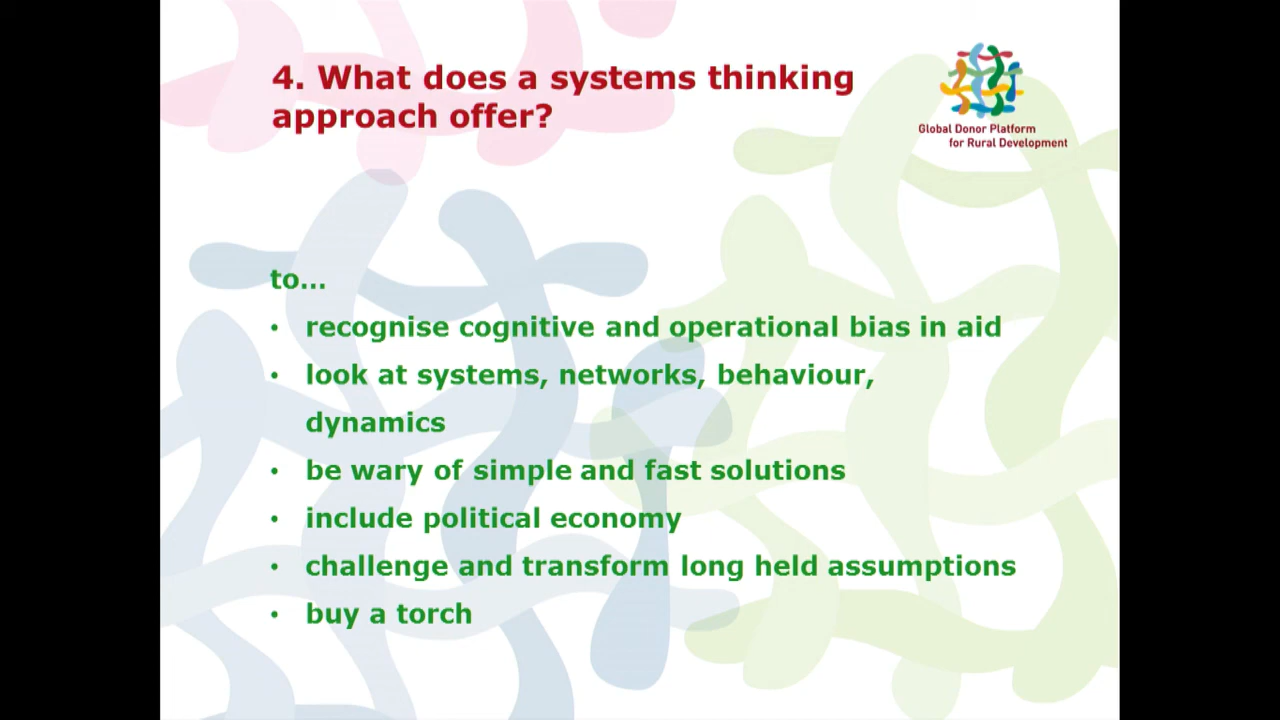 4. What does a systems thinking
approach offer?
Global Donor Platform
for Rural Development
to...
• recognise cognitive and operational bias in aid
• look at systems, networks, behaviour,
dynamics
• be wary of simple and fast solutions
• include political economy
• challenge and transform long held assumptions
• buy a torch